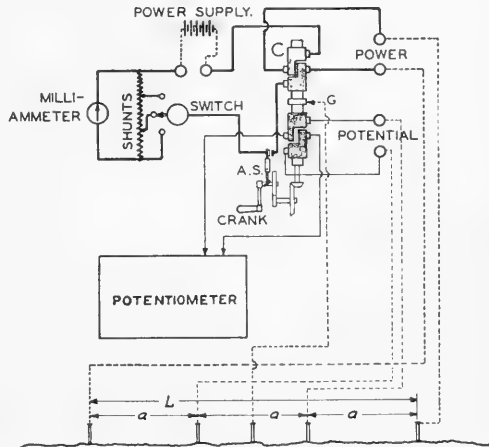 POWER SUPPLY.
C
POWER
MILLI-
AMMETER
SHUNTS
SWITCH
G
POTENTIAL
A.S.
CRANK
POTENTIOMETER
L
a
a
a